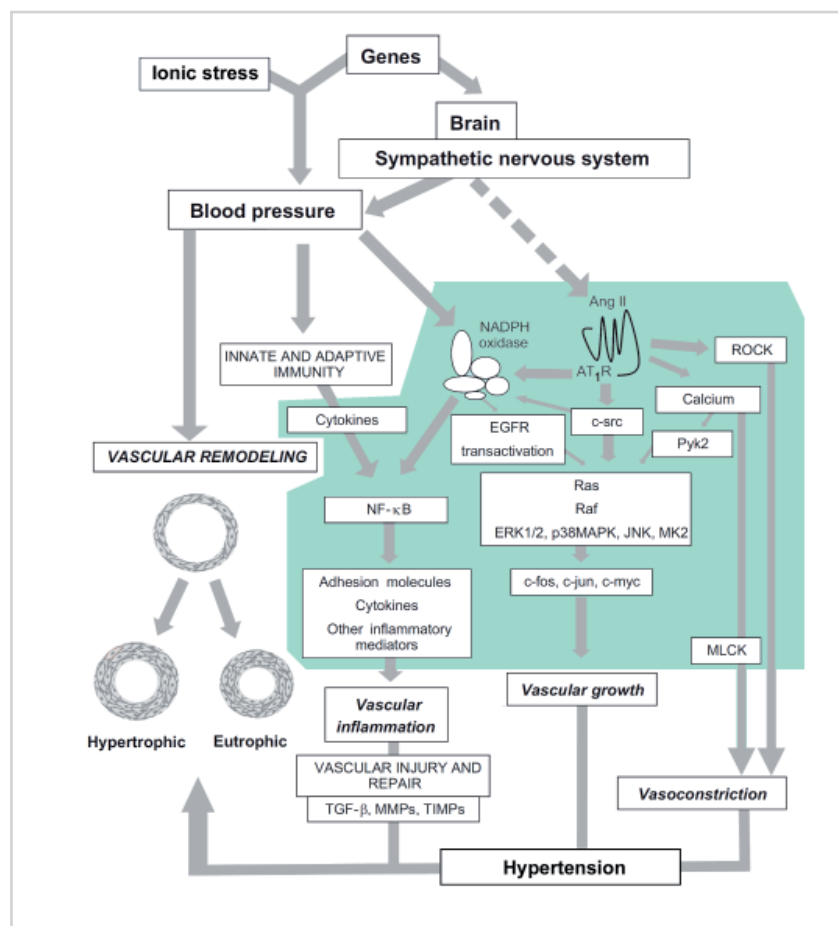 Genes
Ionic stress
Brain
Sympathetic nervous system
Blood pressure
Ang II
NADPH
oxidase
AT1R
ROCK
INNATE AND ADAPTIVE
IMMUNITY
Calcium
Cytokines
EGFR
transactivation
c-src
Pyk2
VASCULAR REMODELING
Ras
Raf
ERK1/2, p38MAPK, JNK, MK2
NF-κB
Adhesion molecules
Cytokines
Other inflammatory
mediators
c-fos, c-jun, c-myc
MLCK
Vascular
inflammation
Vascular growth
Hypertrophic
Eutrophic
VASCULAR INJURY AND
REPAIR
TGF-β, MMPs, TIMPs
Vasoconstriction
Hypertension